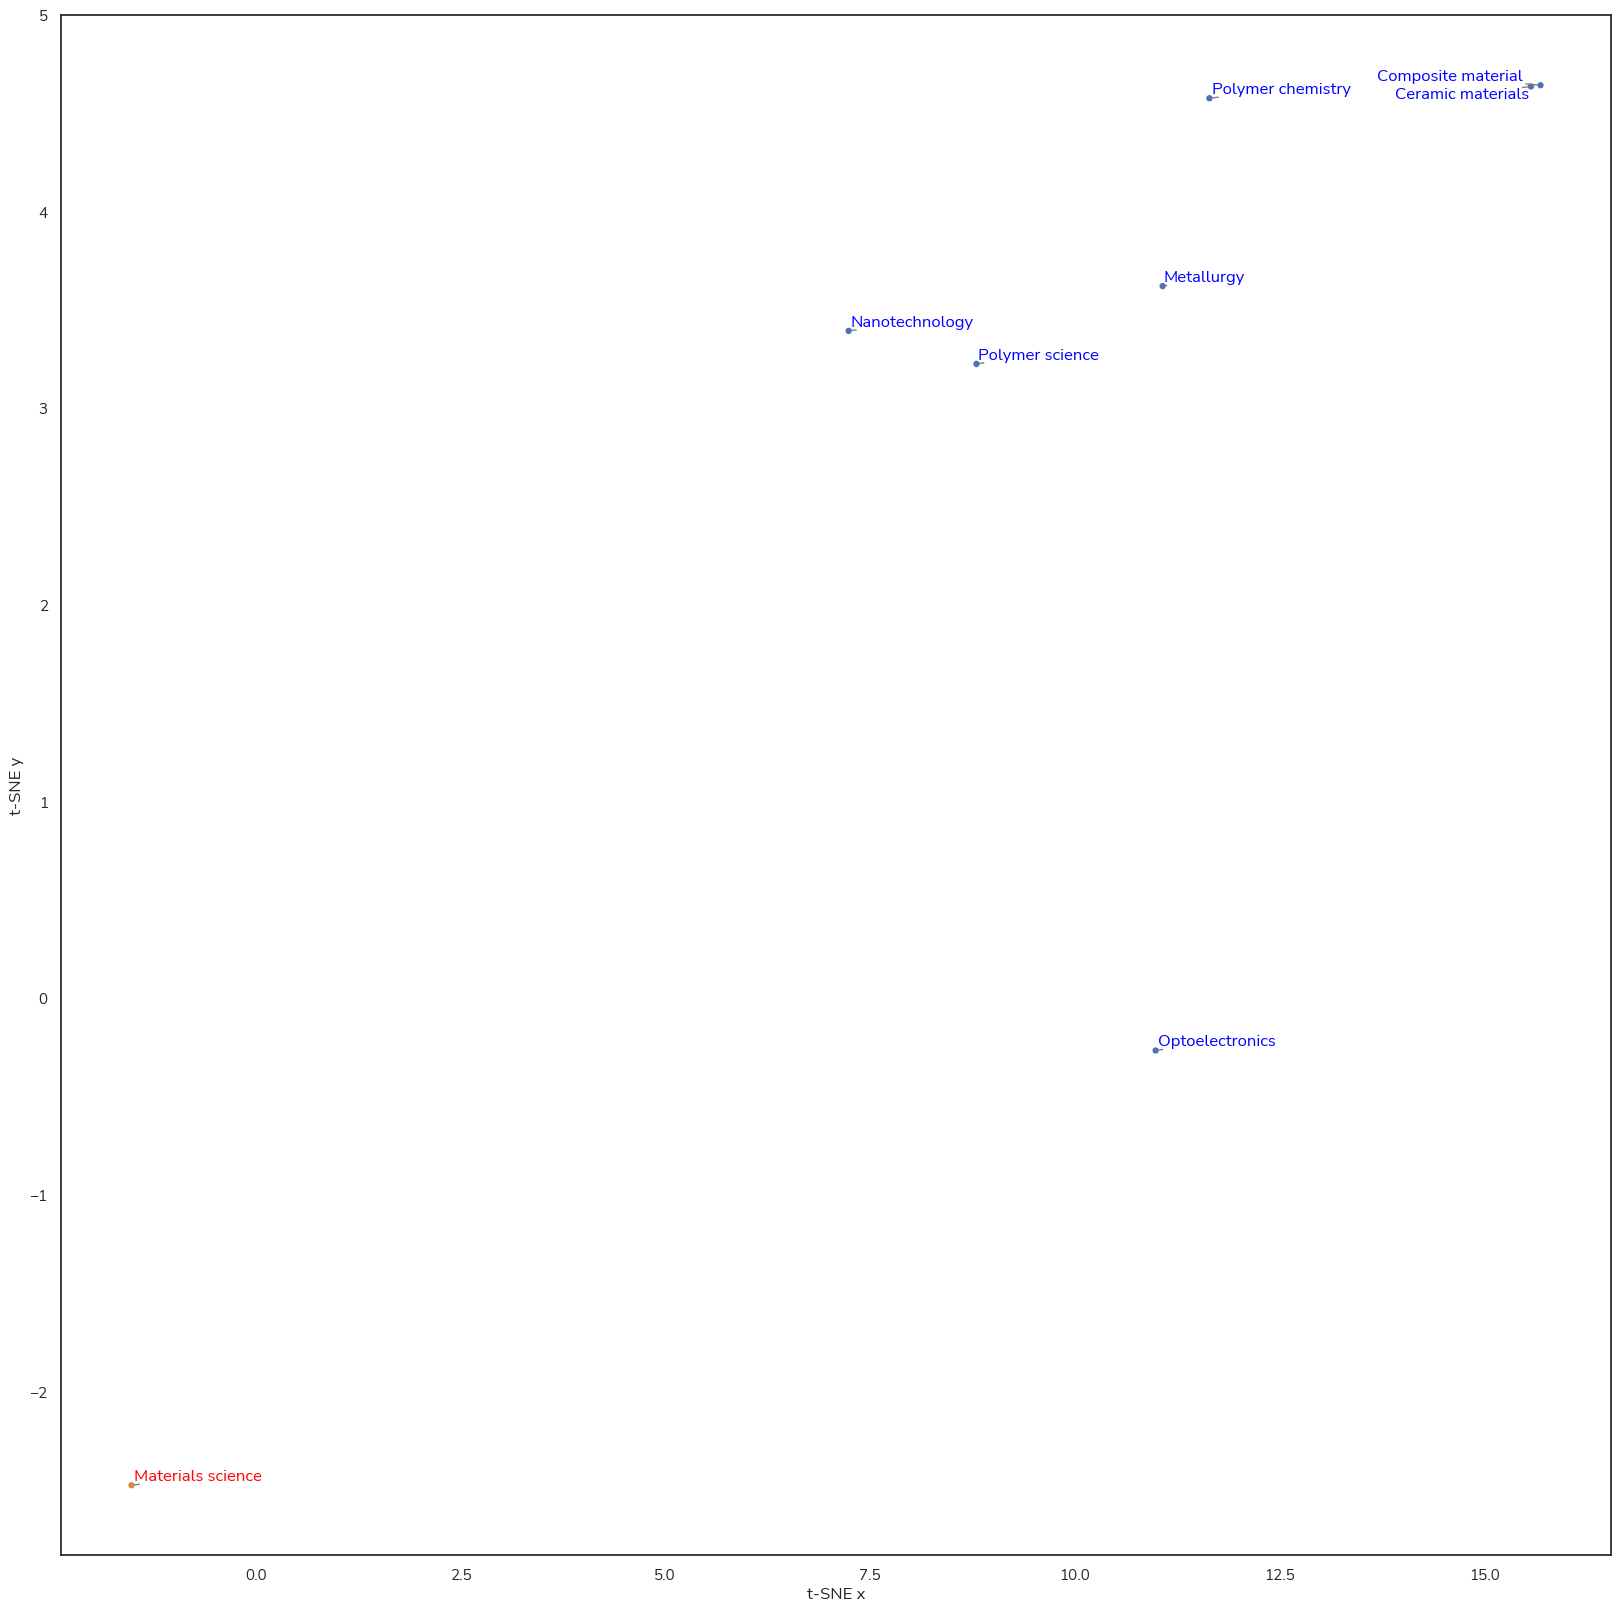 5
Composite material
Polymer chemistry
Ceramic materials
4
Metallurgy
Nanotechnology
Polymer science
3
2
t-SNE y
1
0
Optoelectronics
−1
−2
Materials science
0.0 2.5 5.0 7.5 10.0 12.5 15.0
t-SNE x